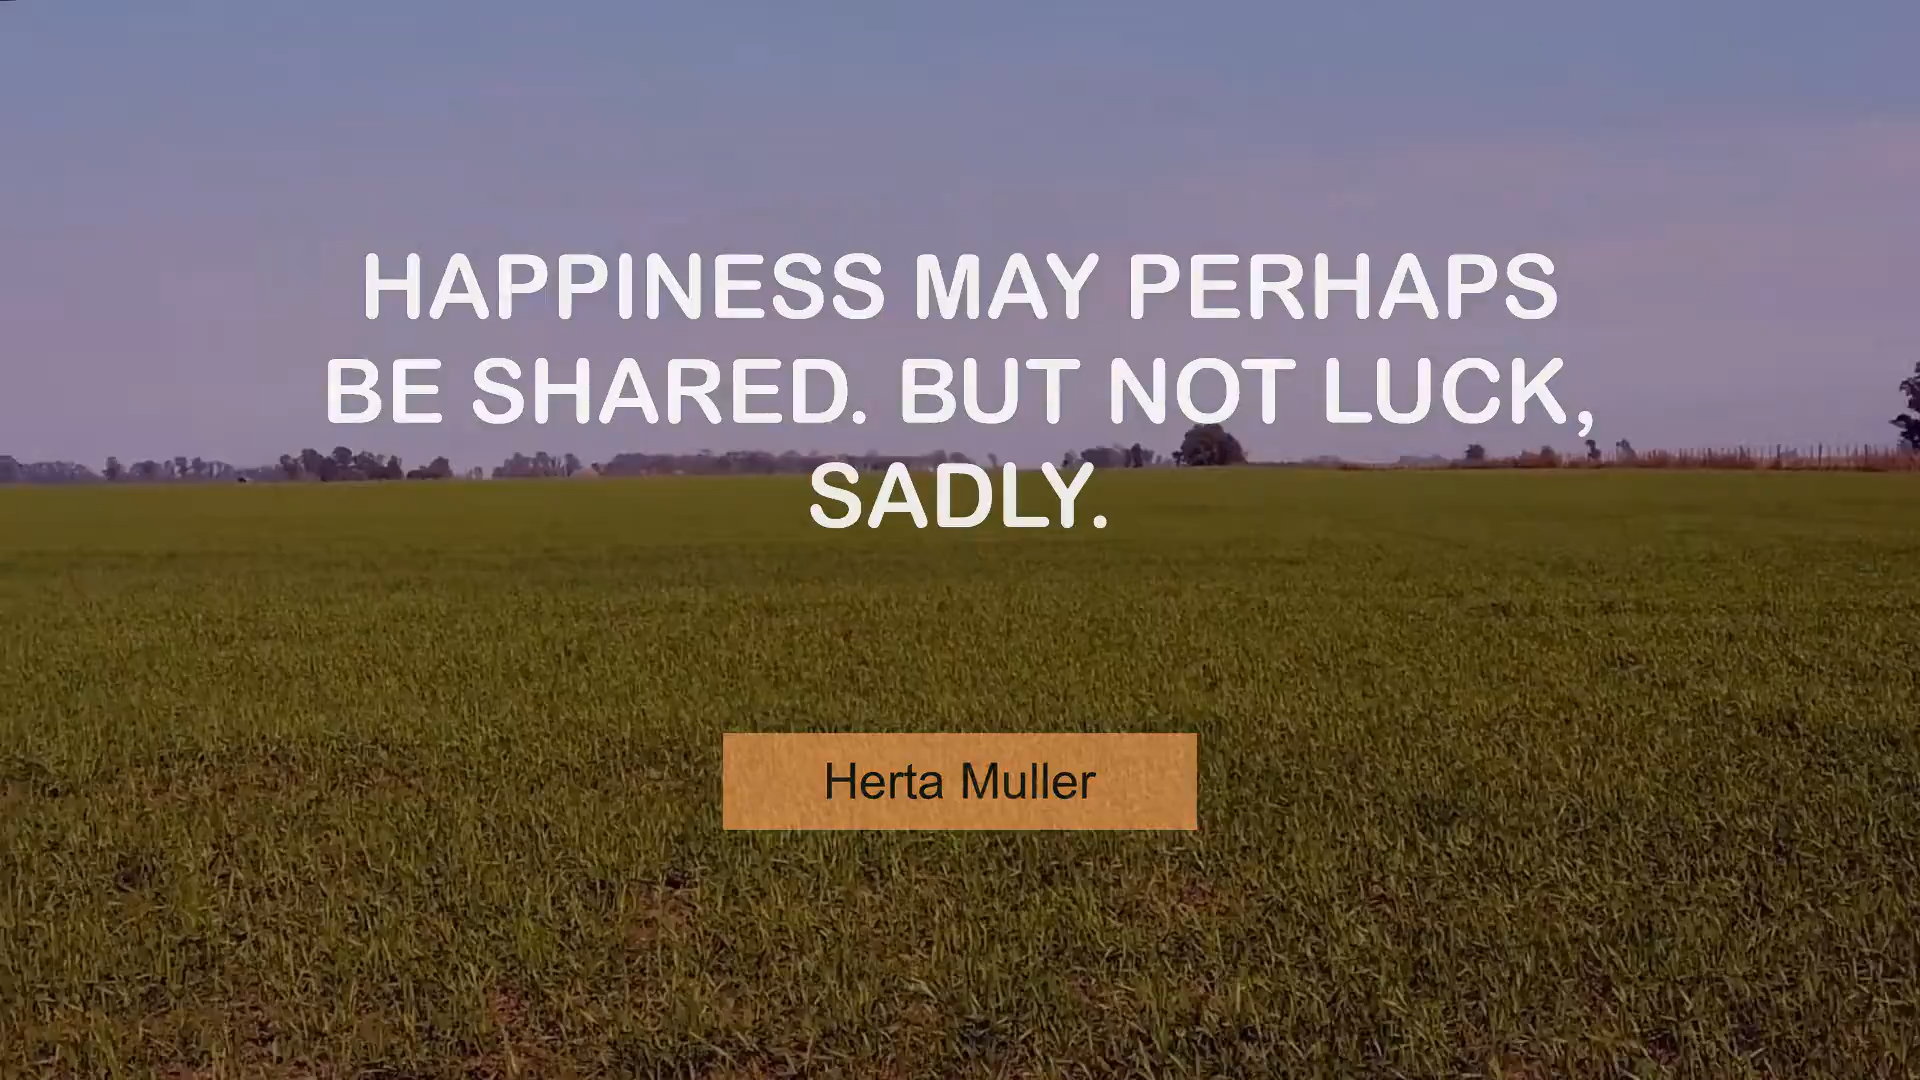 HAPPINESS MAY PERHAPS
BE SHARED. BUT NOT LUCK,
SADLY.
Herta Muller